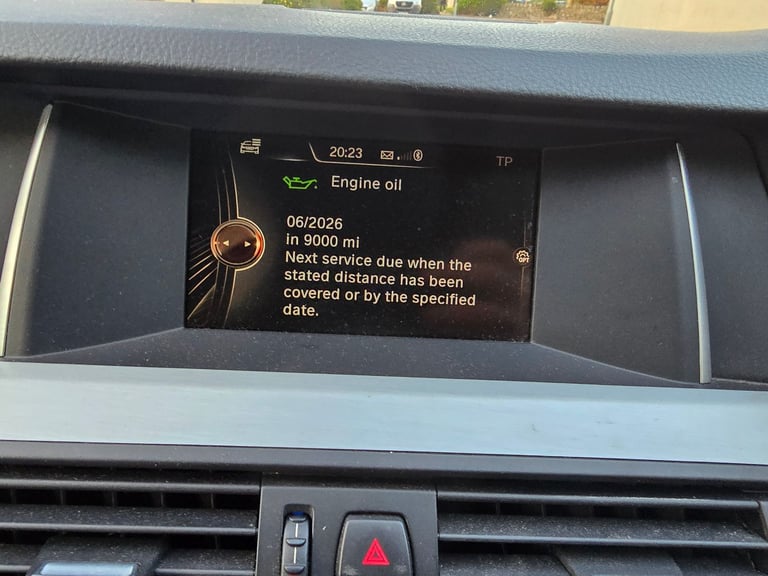 20:23
TP
Engine oil
06/2026
in 9000 mi
Next service due when the
stated distance has been
covered or by the specified
date.
OPT